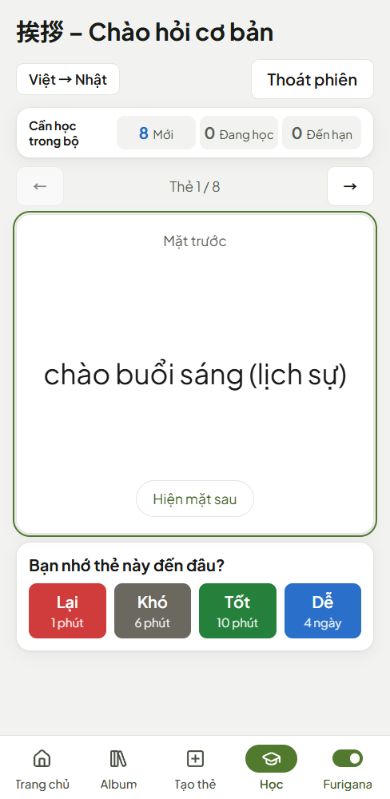 挨拶 – Chào hỏi cơ bản
Việt → Nhật
Thoát phiên
Cần học
trong bộ
8 Mới
0 Đang học
0 Đến hạn
←
Thẻ 1 / 8
→
Mặt trước
chào buổi sáng (lịch sự)
Hiện mặt sau
Bạn nhớ thẻ này đến đâu?
Lại
1 phút
Khó
6 phút
Tốt
10 phút
Dễ
4 ngày
Trang chủ
Album
Tạo thẻ
Học
Furigana